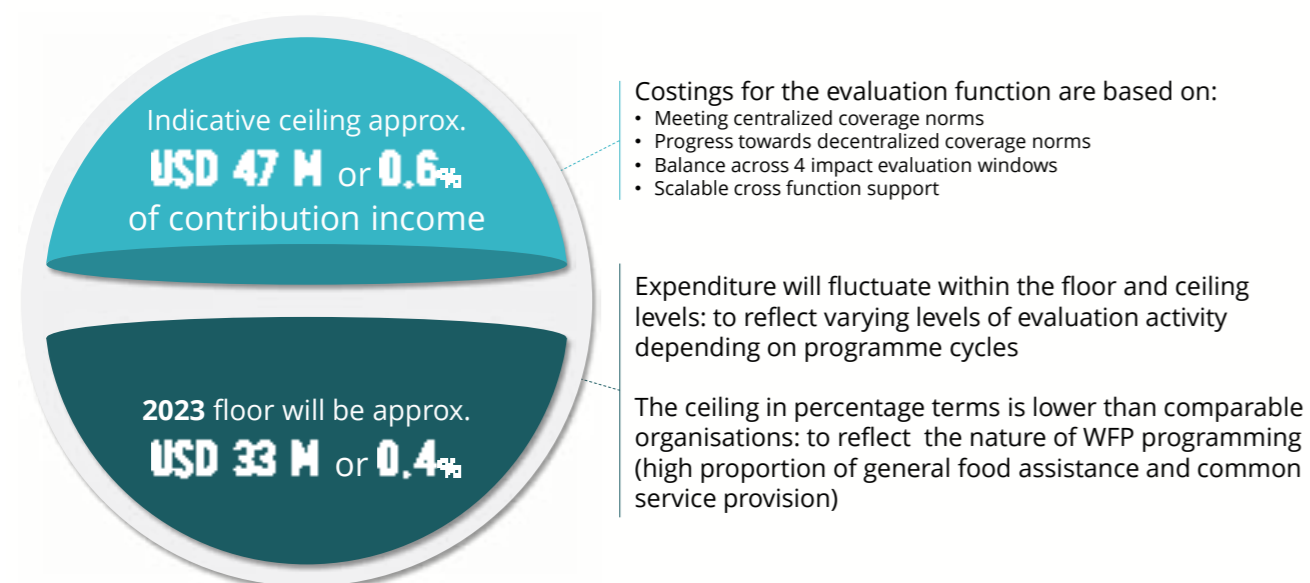 Indicative ceiling approx.
USD 47 M or 0.6%
of contribution income
2023 floor will be approx.
USD 33 M or 0.4%
Costings for the evaluation function are based on:
• Meeting centralized coverage norms
• Progress towards decentralized coverage norms
• Balance across 4 impact evaluation windows
• Scalable cross function support
Expenditure will fluctuate within the floor and ceiling
levels: to reflect varying levels of evaluation activity
depending on programme cycles
The ceiling in percentage terms is lower than comparable
organisations: to reflect  the nature of WFP programming
(high proportion of general food assistance and common
service provision)